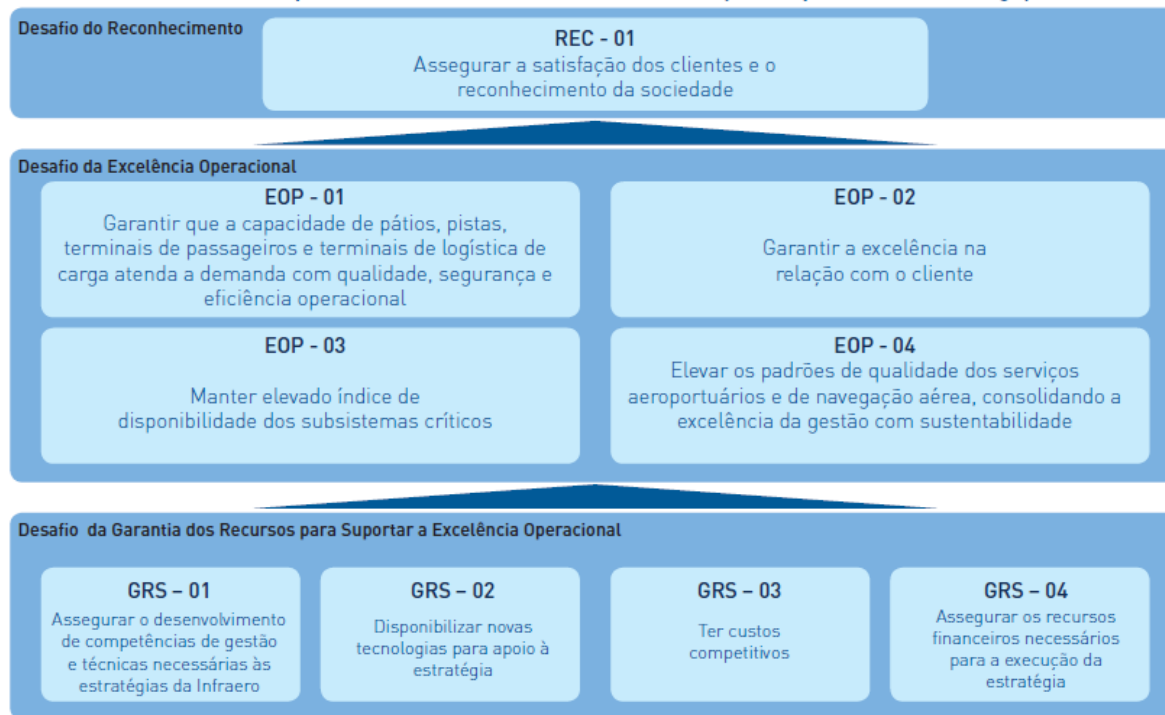 Desafio do Reconhecimento
REC - 01
Assegurar a satisfação dos clientes e o
reconhecimento da sociedade
Desafio da Excelência Operacional
EOP - 01
Garantir que a capacidade de pátios, pistas,
terminais de passageiros e terminais de logística de
carga atenda a demanda com qualidade, segurança e
eficiência operacional
EOP - 02
Garantir a excelência na
relação com o cliente
EOP - 03
Manter elevado índice de
disponibilidade dos subsistemas críticos
EOP - 04
Elevar os padrões de qualidade dos serviços
aeroportuários e de navegação aérea, consolidando a
excelência da gestão com sustentabilidade
Desafio da Garantia dos Recursos para Suportar a Excelência Operacional
GRS – 01
Assegurar o desenvolvimento
de competências de gestão
e técnicas necessárias às
estratégias da Infraero
GRS – 02
Disponibilizar novas
tecnologias para apoio à
estratégia
GRS – 03
Ter custos
competitivos
GRS – 04
Assegurar os recursos
financeiros necessários
para a execução da
estratégia